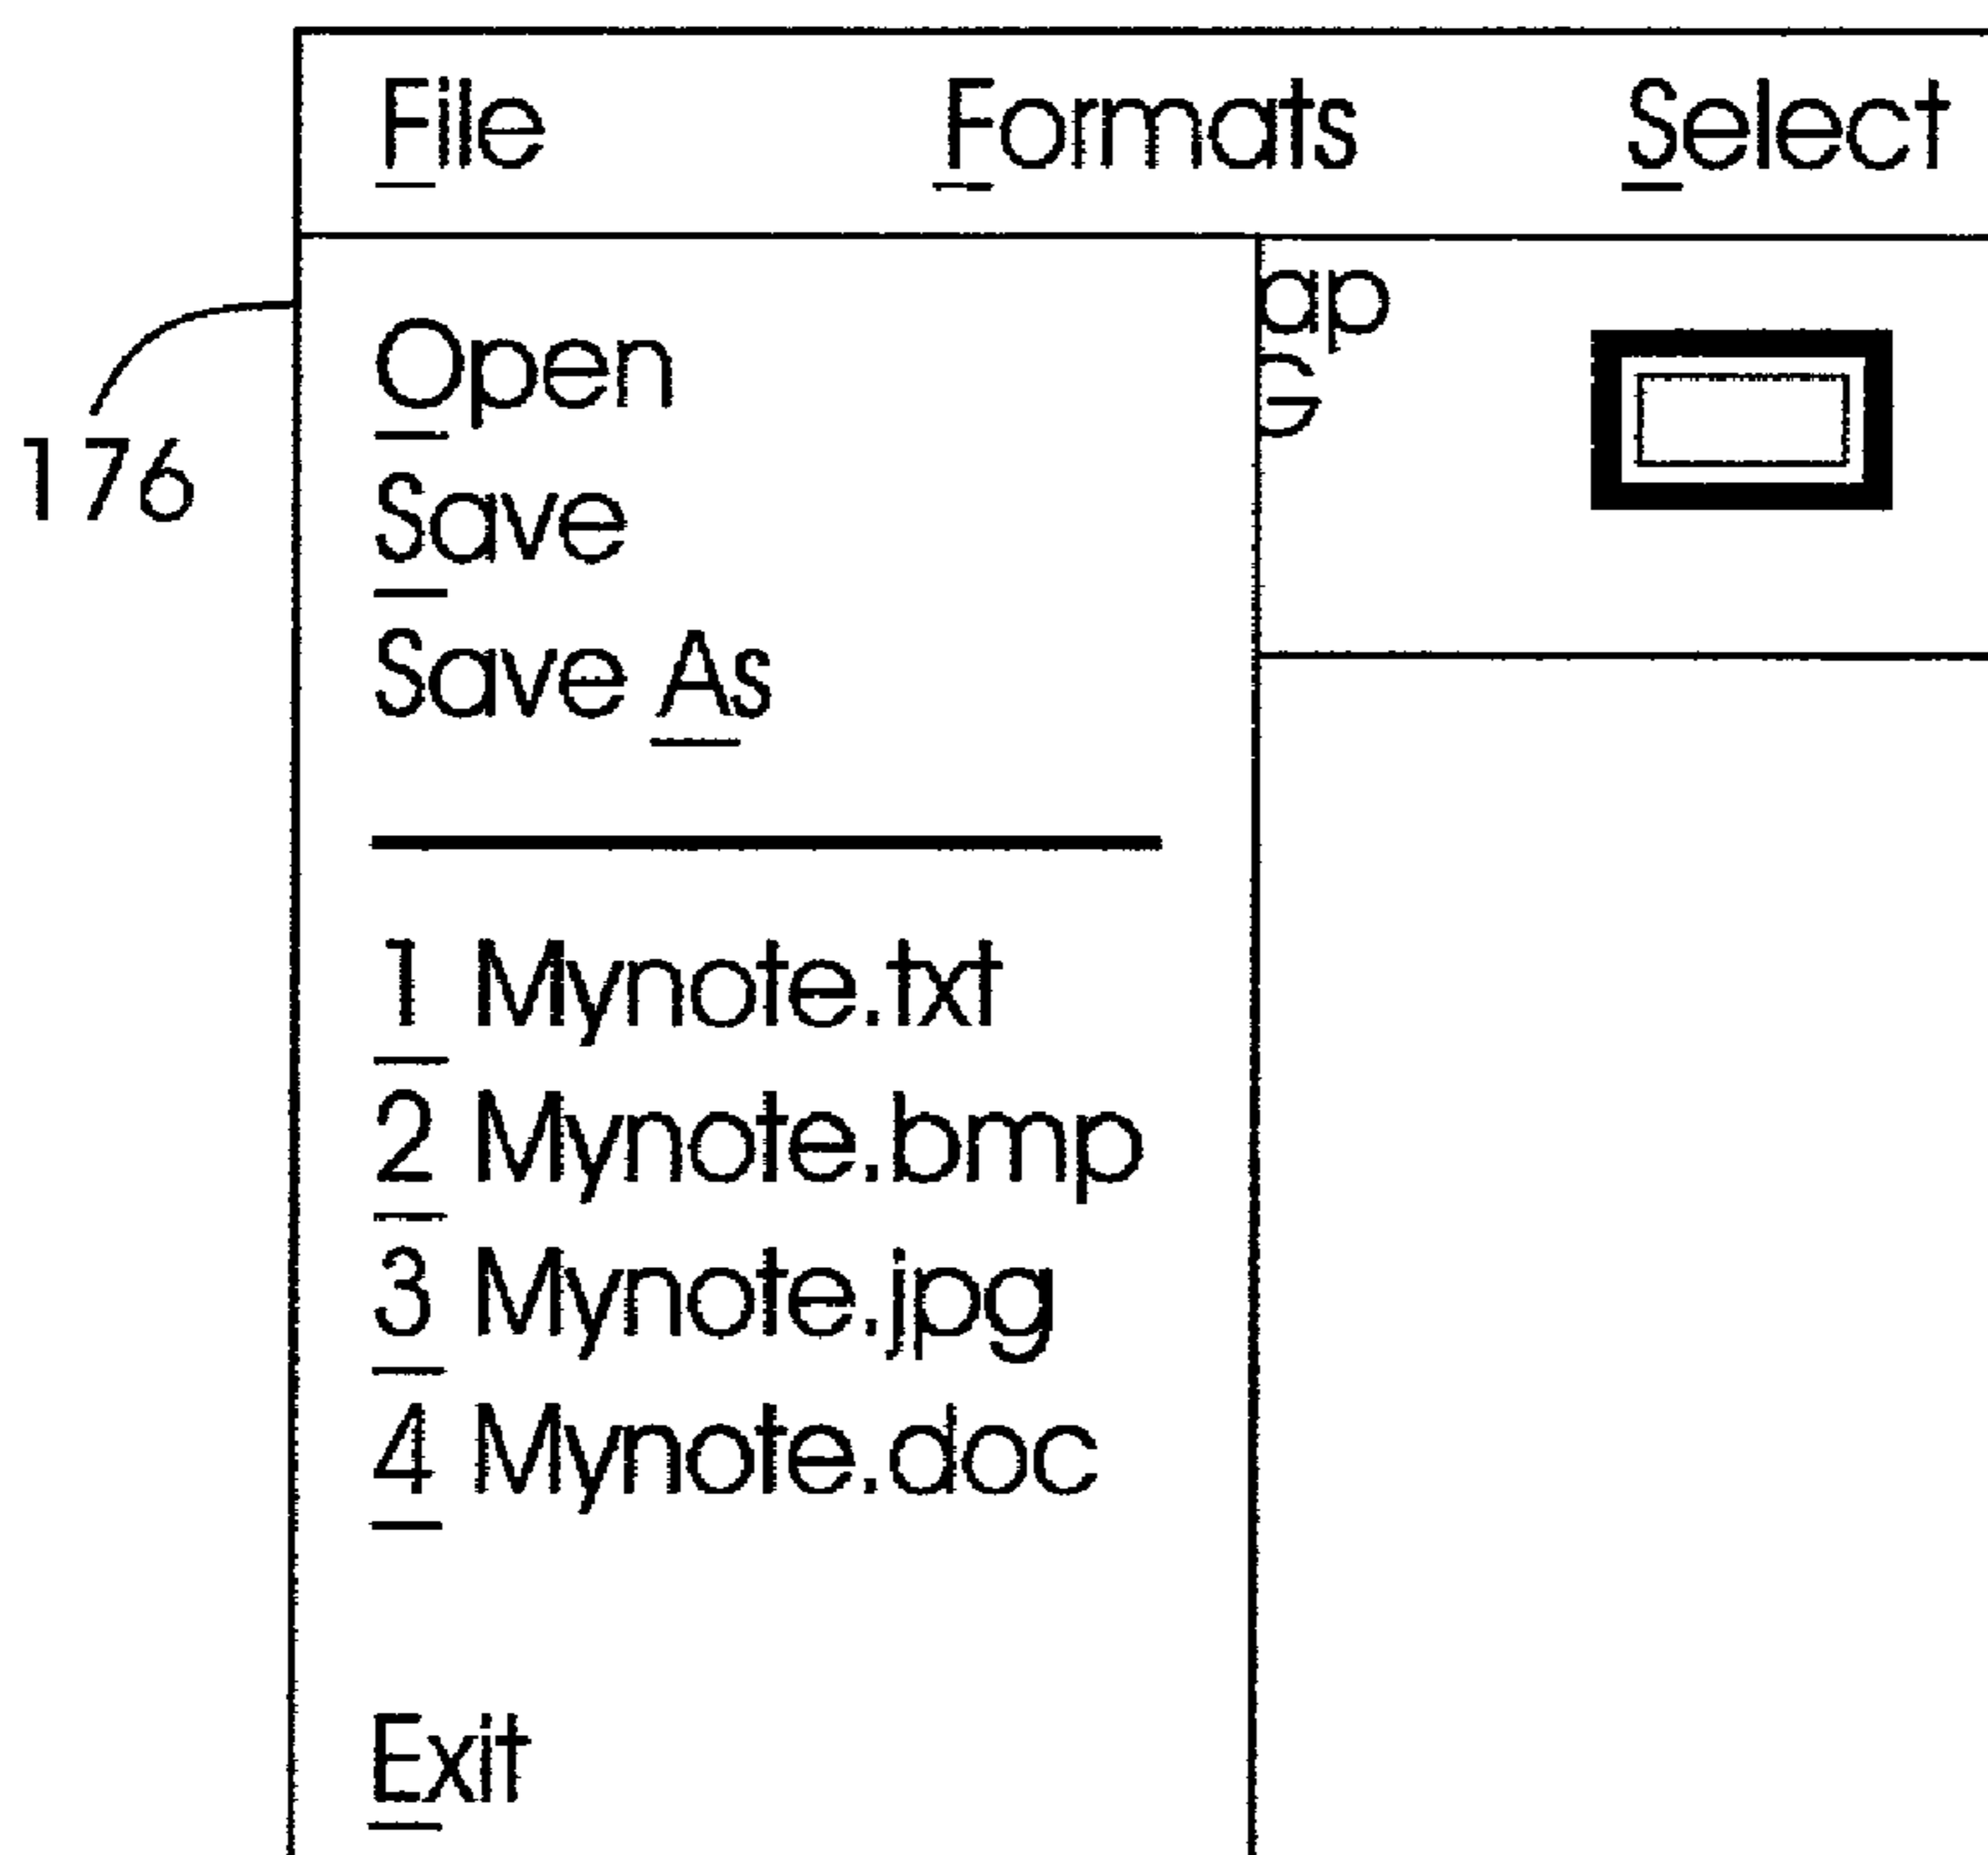 File Formats Select
ap
Open
G
176
Save
Save As
1 Mynote.txt
2 Mynote.bmp
3 Mynote.jpg
4 Mynote.doc
Exit